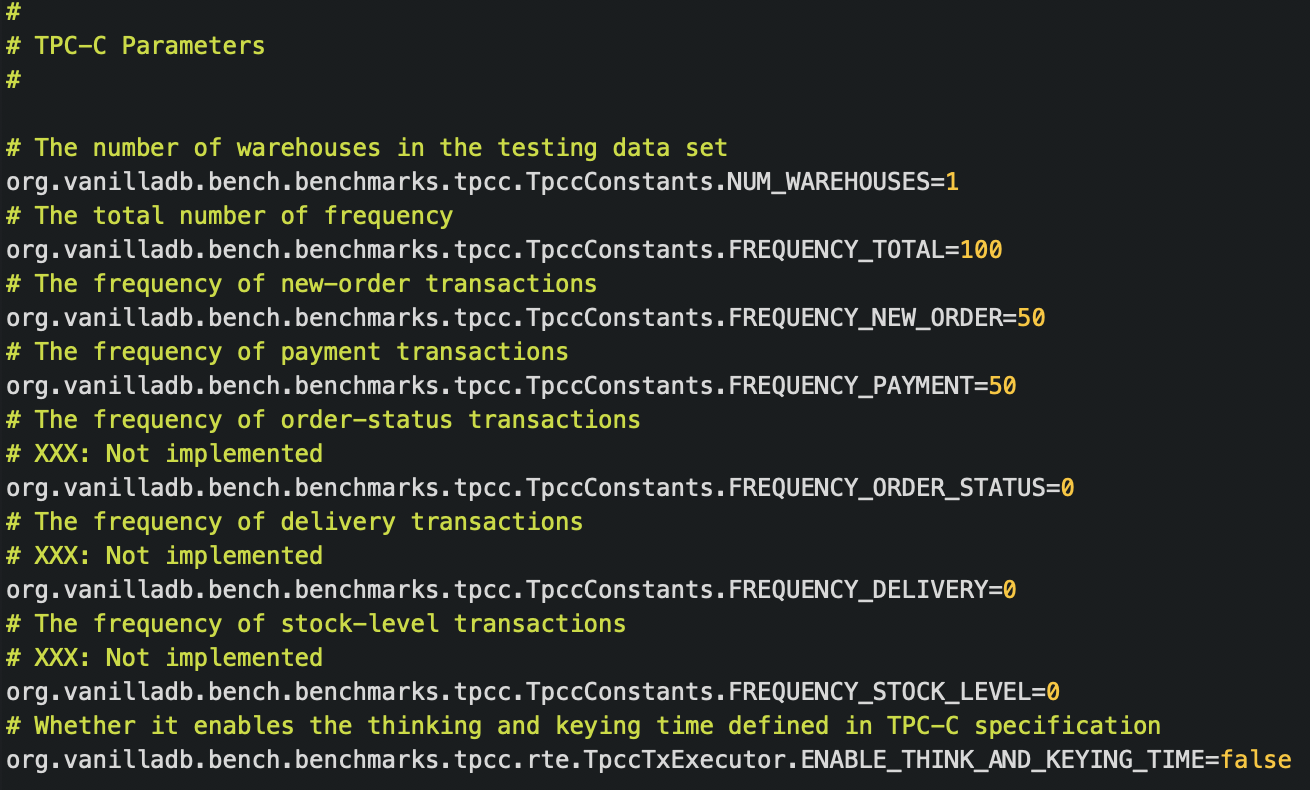 #
# TPC-C Parameters
#
# The number of warehouses in the testing data set
org.vanilladb.bench.benchmarks.tpcc.TpccConstants.NUM_WAREHOUSES=1
# The total number of frequency
org.vanilladb.bench.benchmarks.tpcc.TpccConstants.FREQUENCY_TOTAL=100
# The frequency of new-order transactions
org.vanilladb.bench.benchmarks.tpcc.TpccConstants.FREQUENCY_NEW_ORDER=50
# The frequency of payment transactions
org.vanilladb.bench.benchmarks.tpcc.TpccConstants.FREQUENCY_PAYMENT=50
# The frequency of order-status transactions
# XXX: Not implemented
org.vanilladb.bench.benchmarks.tpcc.TpccConstants.FREQUENCY_ORDER_STATUS=0
# The frequency of delivery transactions
# XXX: Not implemented
org.vanilladb.bench.benchmarks.tpcc.TpccConstants.FREQUENCY_DELIVERY=0
# The frequency of stock-level transactions
# XXX: Not implemented
org.vanilladb.bench.benchmarks.tpcc.TpccConstants.FREQUENCY_STOCK_LEVEL=0
# Whether it enables the thinking and keying time defined in TPC-C specification
org.vanilladb.bench.benchmarks.tpcc.rte.TpccTxExecutor.ENABLE_THINK_AND_KEYING_TIME=false